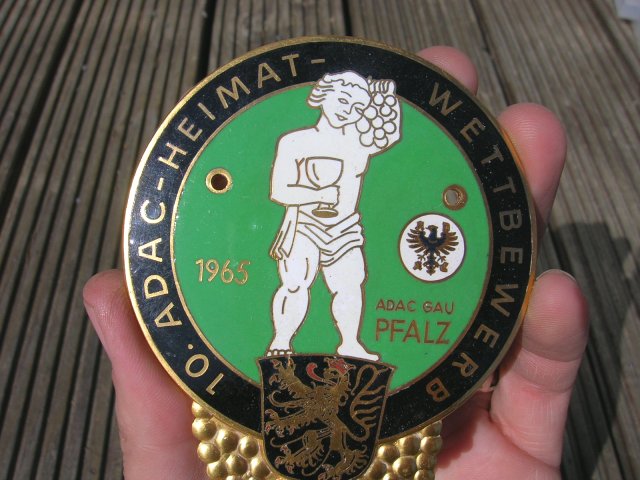 10. ADAC-HEIMAT-WETTBEWERB
1965
ADAC GAU
PFALZ